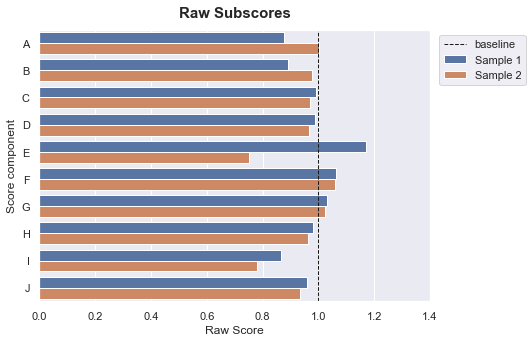 Raw Subscores
baseline
Sample 1
Sample 2
Score component
A
B
C
D
E
F
G
H
I
J
0.0 0.2 0.4 0.6 0.8 1.0 1.2 1.4
Raw Score